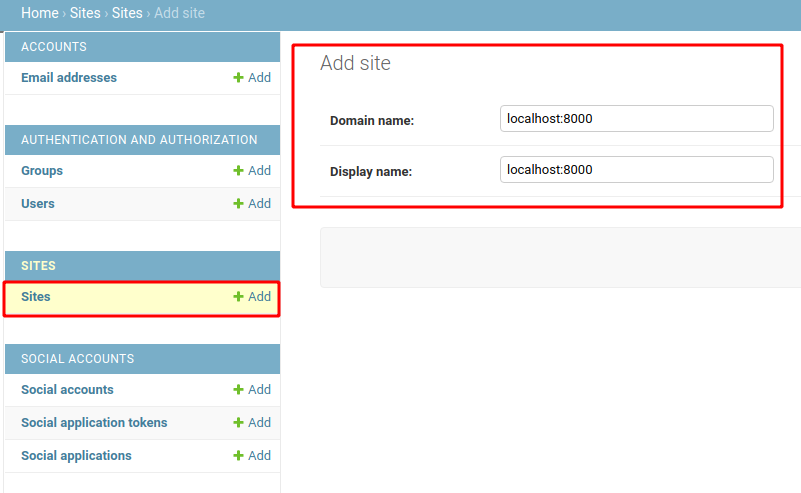 Home › Sites › Sites › Add site
ACCOUNTS
Email addresses + Add
AUTHENTICATION AND AUTHORIZATION
Groups + Add
Users + Add
SITES
Sites + Add
SOCIAL ACCOUNTS
Social accounts + Add
Social application tokens + Add
Social applications + Add
Add site
Domain name: localhost:8000
Display name: localhost:8000